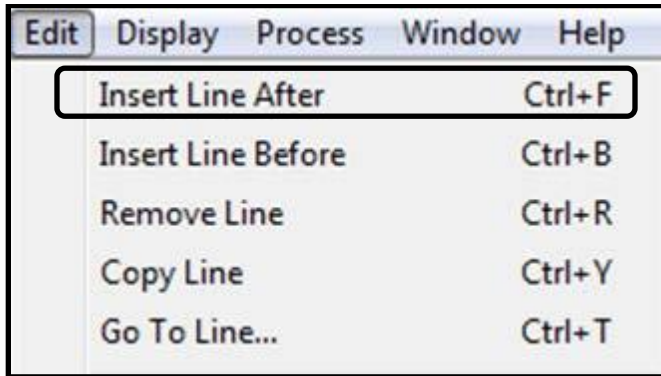 Edit Display Process Window Help
Insert Line After Ctrl+F
Insert Line Before Ctrl+B
Remove Line Ctrl+R
Copy Line Ctrl+Y
Go To Line... Ctrl+T